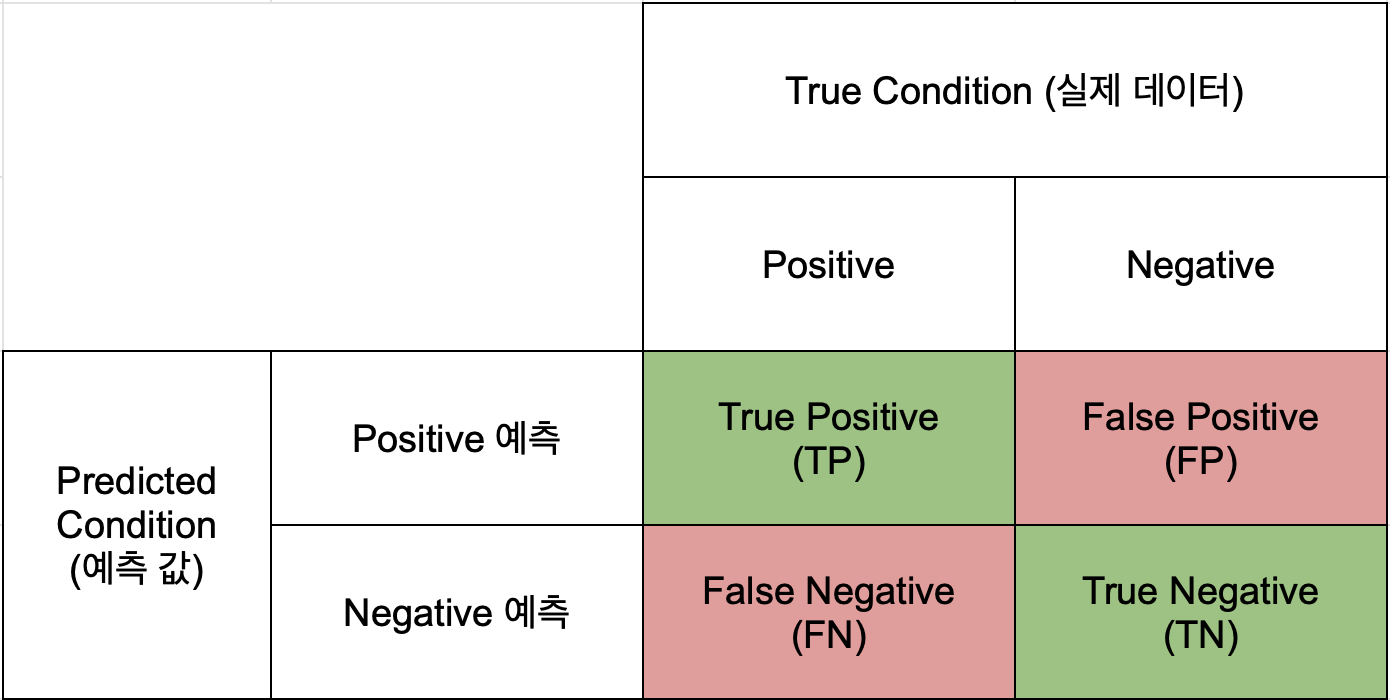 True Condition (실제 데이터)
Positive
Negative
Predicted
Condition
(예측 값)
Positive 예측
True Positive
(TP)
False Positive
(FP)
Negative 예측
False Negative
(FN)
True Negative
(TN)